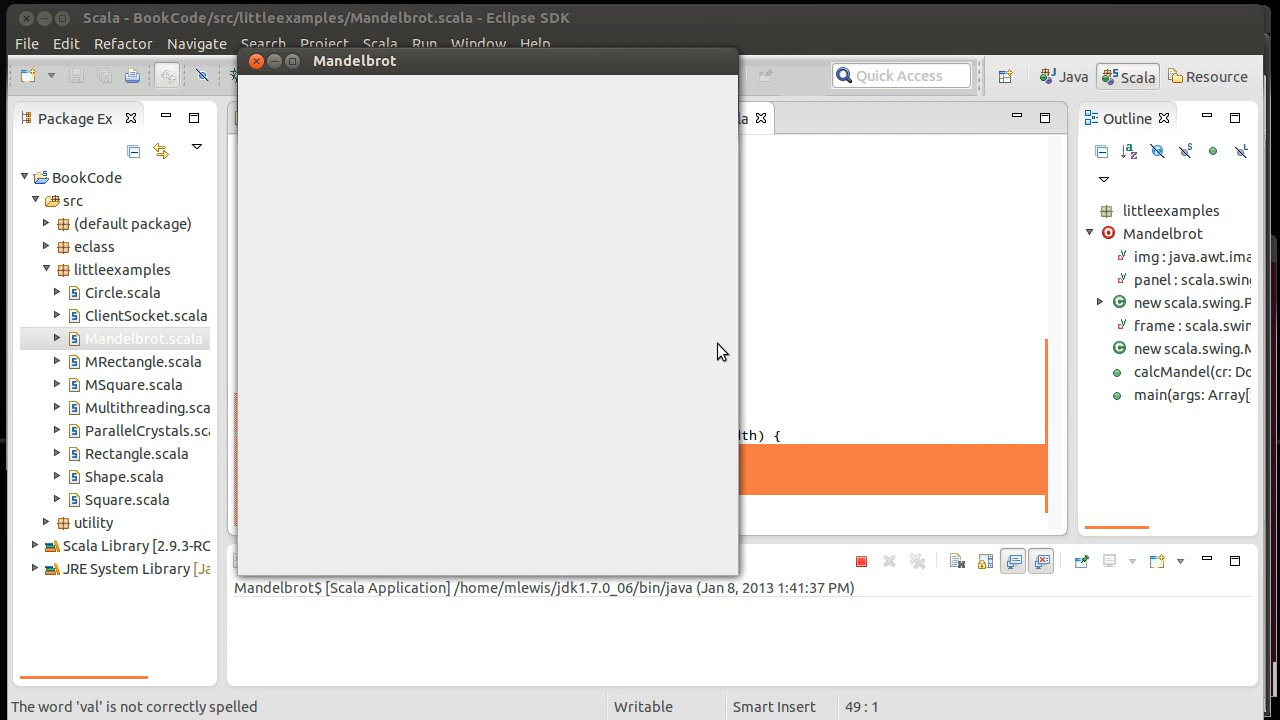 Scala - BookCode/src/littleexamples/Mandelbrot.scala - Eclipse SDK
File Edit Refactor Navigate Search Project Scala Run Window Help
Mandelbrot
Quick Access
Java
Scala
Resource
Package Ex
la
Outline
BookCode
src
(default package)
eclass
littleexamples
Circle.scala
ClientSocket.scala
Mandelbrot.scala
MRectangle.scala
MSquare.scala
Multithreading.sca
ParallelCrystals.sca
Rectangle.scala
Shape.scala
Square.scala
utility
Scala Library [2.9.3-RC
JRE System Library [Ja
dth) {
littleexamples
Mandelbrot
img : java.awt.ima
panel : scala.swing
new scala.swing.P
frame : scala.swin
new scala.swing.M
calcMandel(cr: Do
main(args: Array[S
Mandelbrot$ [Scala Application] /home/mlewis/jdk1.7.0_06/bin/java (Jan 8, 2013 1:41:37 PM)
The word 'val' is not correctly spelled
Writable
Smart Insert
49 : 1